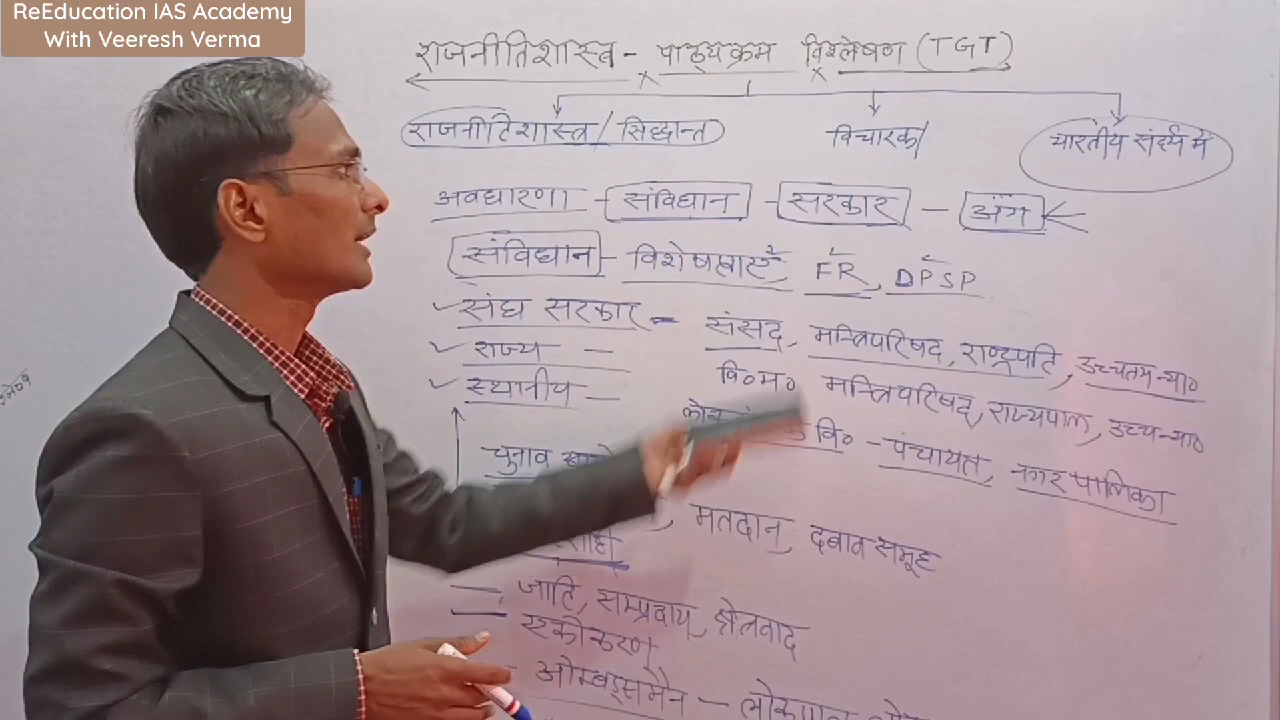 ReEducation IAS Academy
With Veeresh Verma
राजनीतिशास्त्र - पाठ्यक्रम विश्लेषण (TGT)
राजनीतिशास्त्र / सिद्धान्त विचारक भारतीय संदर्भ में
अवधारणा - संविधान - सरकार - अंग
संविधान - विशेषताएँ, FR, DPSP
संघ सरकार = संसद, मन्त्रिपरिषद, राष्ट्रपति, उच्चतम न्या०
राज्य - वि०म० मन्त्रिपरिषद, राज्यपाल, उच्च न्या०
स्थानीय - वि० - पंचायत, नगरपालिका
चुनाव
मतदान, दबाव समूह
जाति, सम्प्रदाय, क्षेत्रवाद
एकीकरण
ओम्बड्समैन -